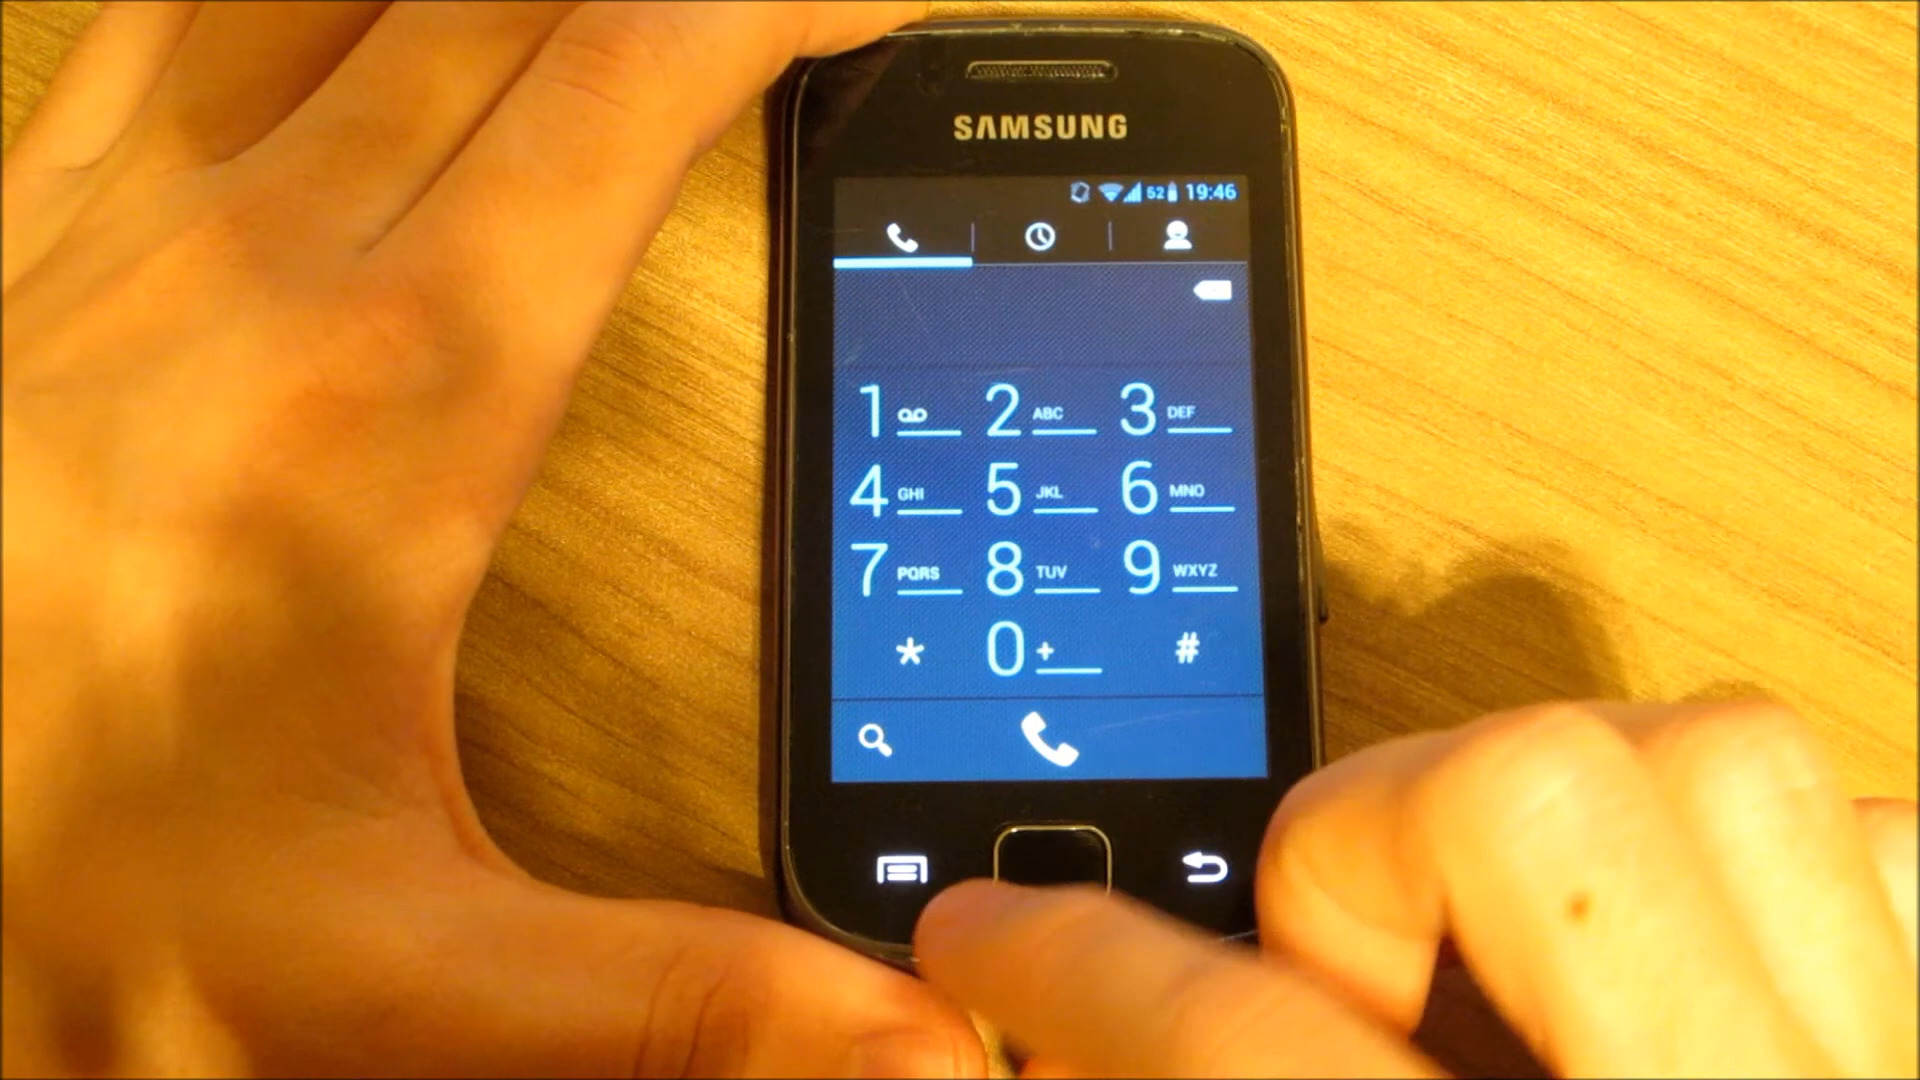 SAMSUNG
52 19:46
1 2 ABC 3 DEF
4 GHI 5 JKL 6 MNO
7 PQRS 8 TUV 9 WXYZ
* 0 + #